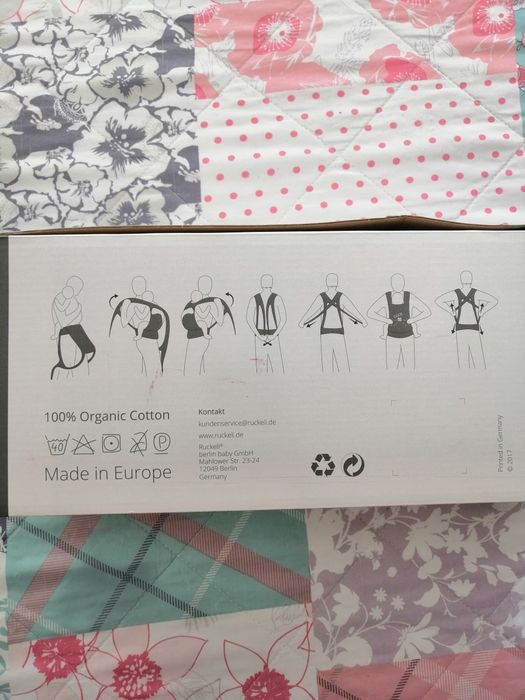 100% Organic Cotton
40
P
Made in Europe
Kontakt
kundenservice@ruckeli.de
www.ruckeli.de
Ruckeli®
berlin baby GmbH
Mahlower Str. 23-24
12049 Berlin
Germany
Printed in Germany
© 2017